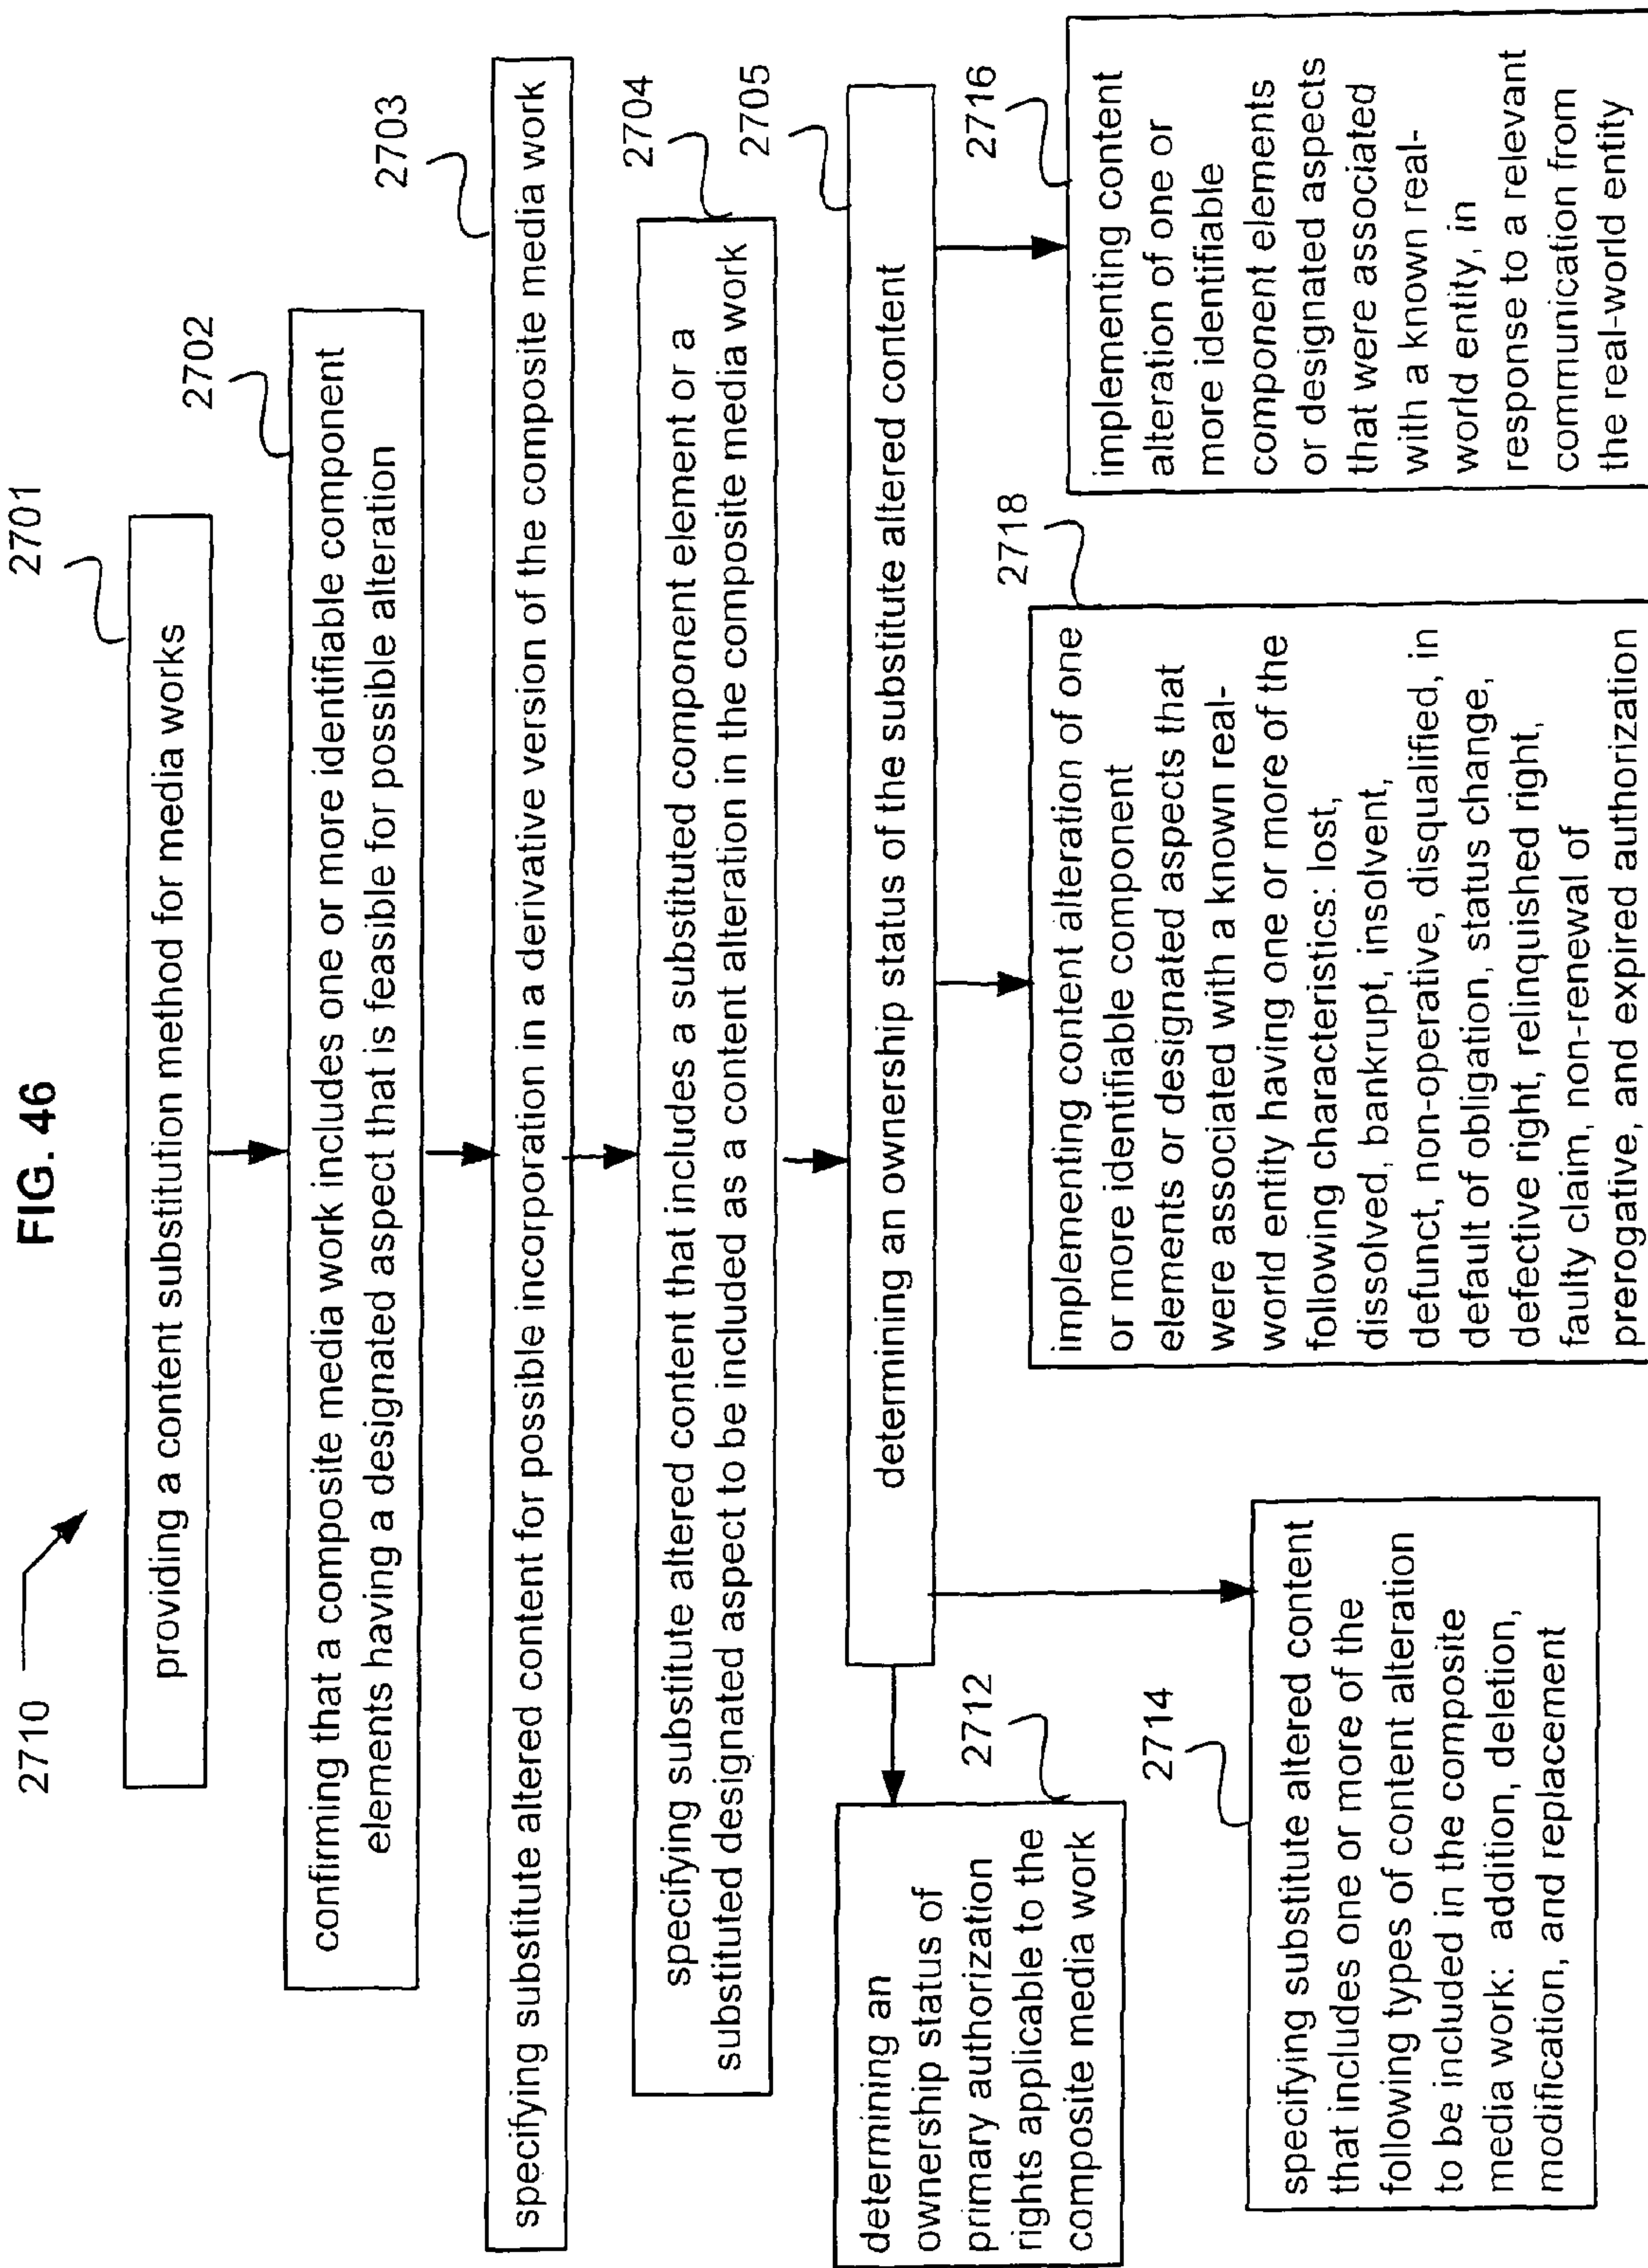 FIG. 46
2710
2701
providing a content substitution method for media works
2702
confirming that a composite media work includes one or more identifiable component
elements having a designated aspect that is feasible for possible alteration
2703
specifying substitute altered content for possible incorporation in a derivative version of the composite media work
2704
specifying substitute altered content that includes a substituted component element or a
substituted designated aspect to be included as a content alteration in the composite media work
2705
determining an ownership status of the substitute altered content
2712
determining an
ownership status of
primary authorization
rights applicable to the
composite media work
2714
specifying substitute altered content
that includes one or more of the
following types of content alteration
to be included in the composite
media work: addition, deletion,
modification, and replacement
2718
implementing content alteration of one
or more identifiable component
elements or designated aspects that
were associated with a known real-
world entity having one or more of the
following characteristics: lost,
dissolved, bankrupt, insolvent,
defunct, non-operative, disqualified, in
default of obligation, status change,
defective right, relinquished right,
faulty claim, non-renewal of
prerogative, and expired authorization
2716
implementing content
alteration of one or
more identifiable
component elements
or designated aspects
that were associated
with a known real-
world entity, in
response to a relevant
communication from
the real-world entity